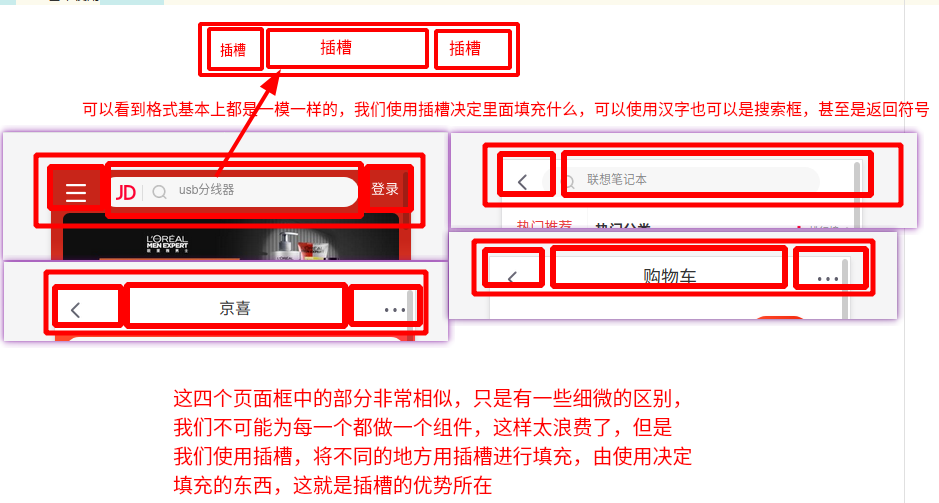 插槽 插槽 插槽
可以看到格式基本上都是一模一样的，我们使用插槽决定里面填充什么，可以使用汉字也可以是搜索框，甚至是返回符号
JD usb分线器 登录
L'ORÉAL
MEN EXPERT
联想笔记本
热门推荐 热门分类
购物车
京喜
这四个页面框中的部分非常相似，只是有一些细微的区别，
我们不可能为每一个都做一个组件，这样太浪费了，但是
我们使用插槽，将不同的地方用插槽进行填充，由使用决定
填充的东西，这就是插槽的优势所在